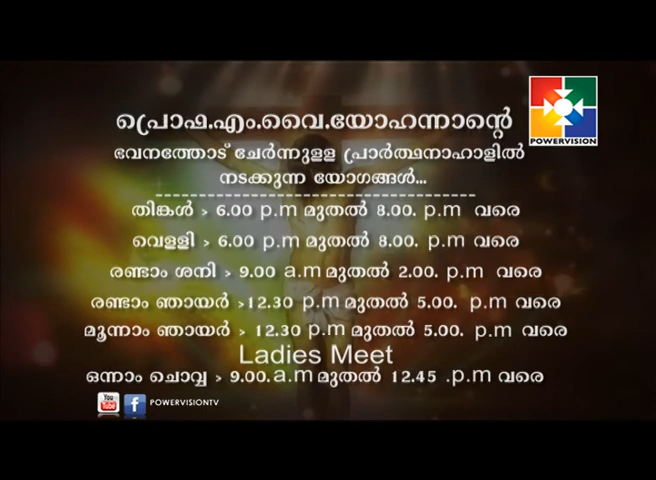 പ്രൊഫ.എം.വൈ.യോഹന്നാന്റെ
ഭവനത്തോട് ചേർന്നുള്ള പ്രാർത്ഥനാഹാളിൽ
നടക്കുന്ന യോഗങ്ങൾ...
തിങ്കൾ > 6.00 p.m മുതൽ 8.00. p.m വരെ
വെള്ളി > 6.00 p.m മുതൽ 8.00. p.m വരെ
രണ്ടാം ശനി > 9.00 a.m മുതൽ 2.00. p.m വരെ
രണ്ടാം ഞായർ >12.30 p.m മുതൽ 5.00. p.m വരെ
മൂന്നാം ഞായർ > 12.30 p.m മുതൽ 5.00. p.m വരെ
Ladies Meet
ഒന്നാം ചൊവ്വ > 9.00. a.m മുതൽ 12.45 .p.m വരെ
POWERVISION
You Tube f POWERVISIONTV